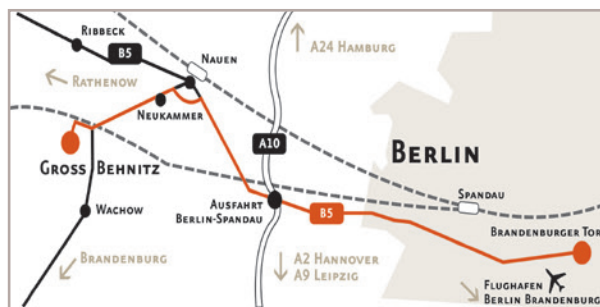 RIBBECK
B5
NAUEN
A24 HAMBURG
RATHENOW
NEUKAMMER
A10
BERLIN
GROSS BEHNITZ
SPANDAU
WACHOW
AUSFAHRT
BERLIN-SPANDAU
B5
BRANDENBURGER TOR
BRANDENBURG
A2 HANNOVER
A9 LEIPZIG
FLUGHAFEN
BERLIN BRANDENBURG